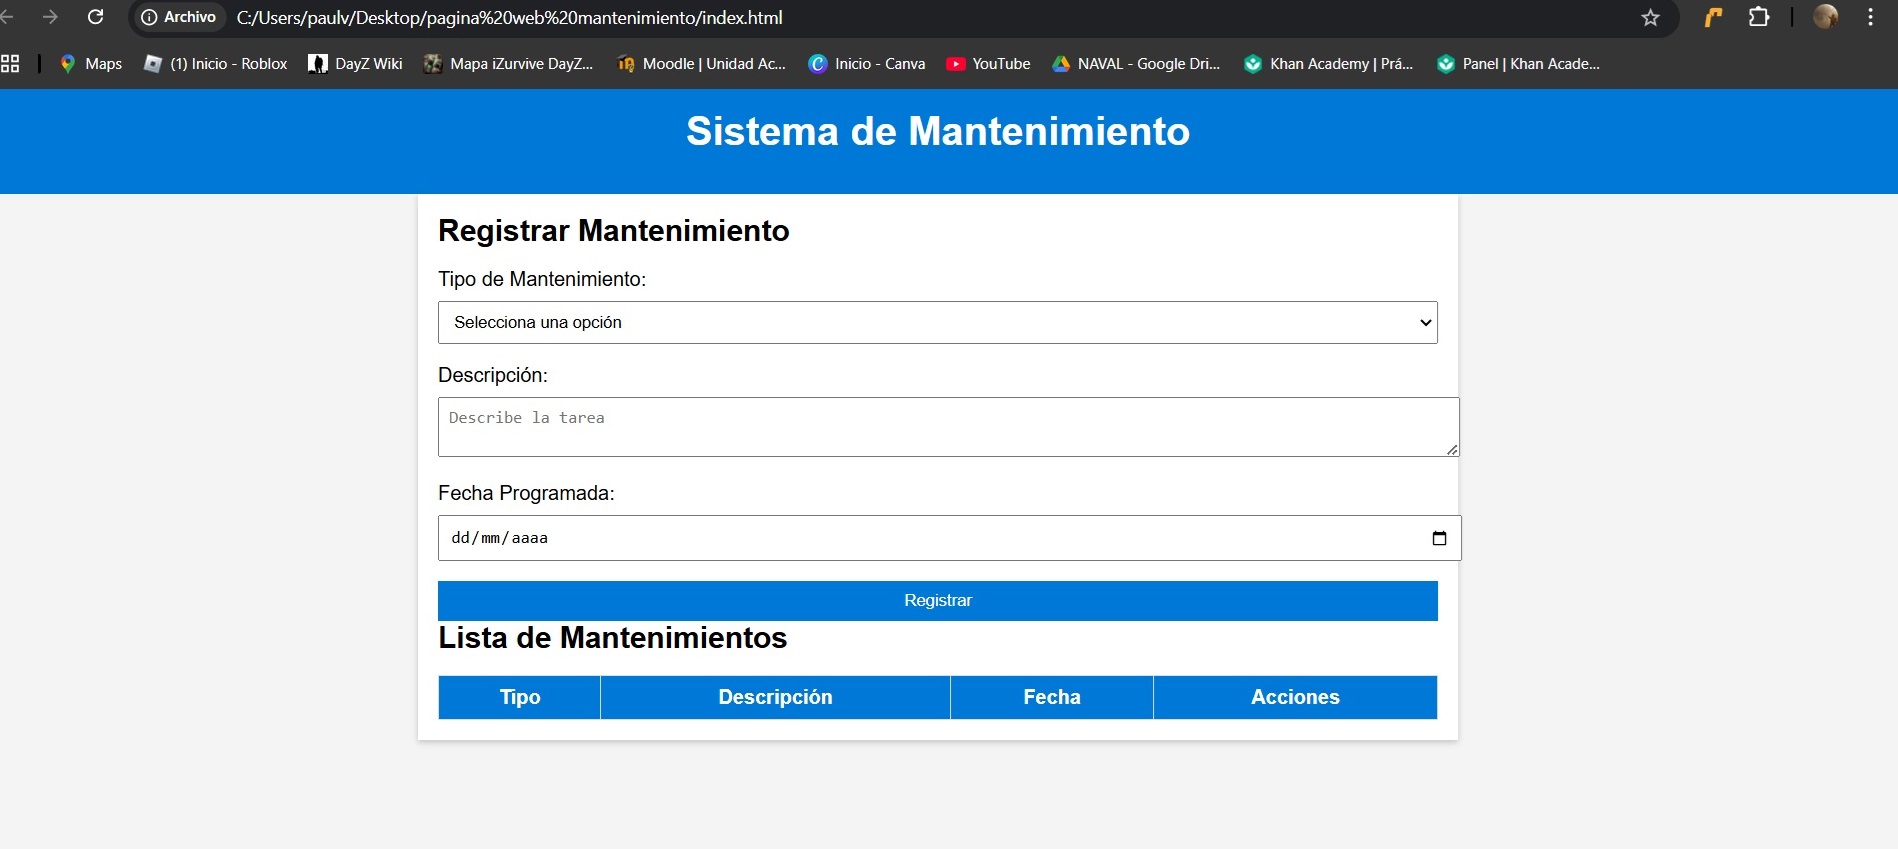 Archivo C:/Users/paulv/Desktop/pagina%20web%20mantenimiento/index.html
Maps (1) Inicio - Roblox DayZ Wiki Mapa iZurvive DayZ... Moodle | Unidad Ac... Inicio - Canva YouTube NAVAL - Google Dri... Khan Academy | Prá... Panel | Khan Acade...
Sistema de Mantenimiento
Registrar Mantenimiento
Tipo de Mantenimiento:
Selecciona una opción
Descripción:
Describe la tarea
Fecha Programada:
dd/mm/aaaa
Registrar
Lista de Mantenimientos
Tipo Descripción Fecha Acciones